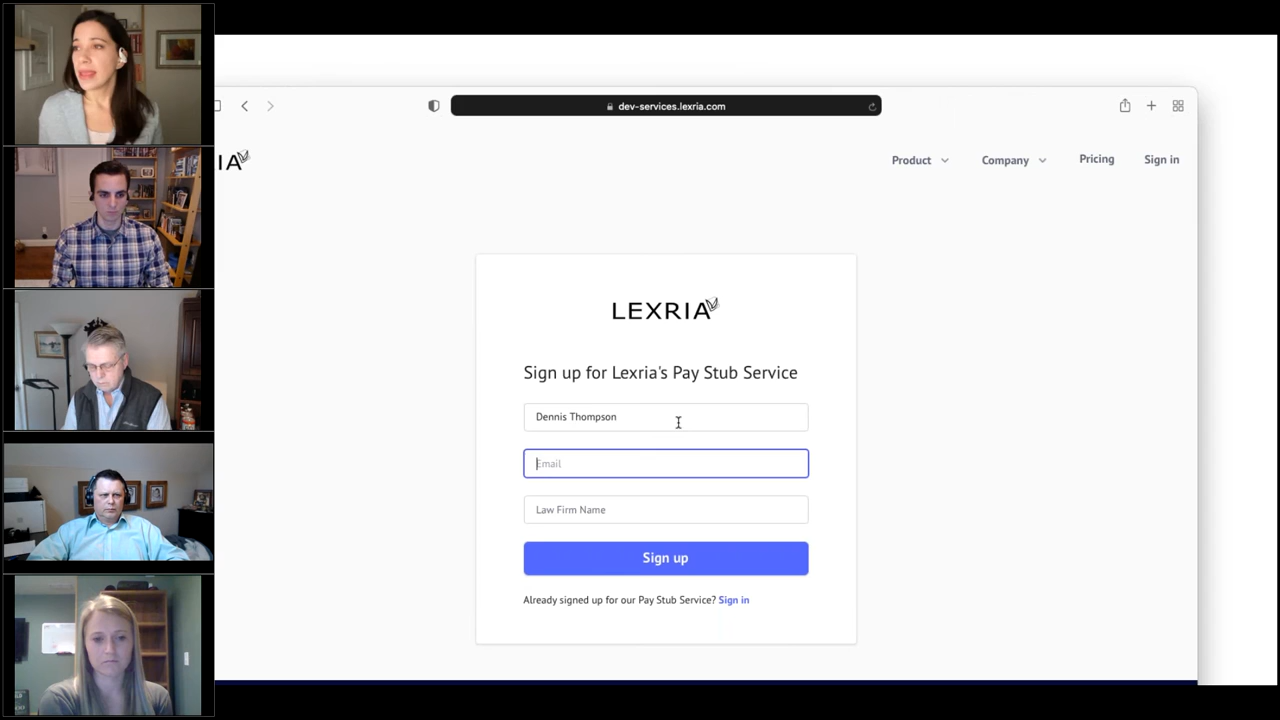 dev-services.lexria.com
IA
Product
Company
Pricing
Sign in
LEXRIA
Sign up for Lexria's Pay Stub Service
Dennis Thompson
Email
Law Firm Name
Sign up
Already signed up for our Pay Stub Service? Sign in